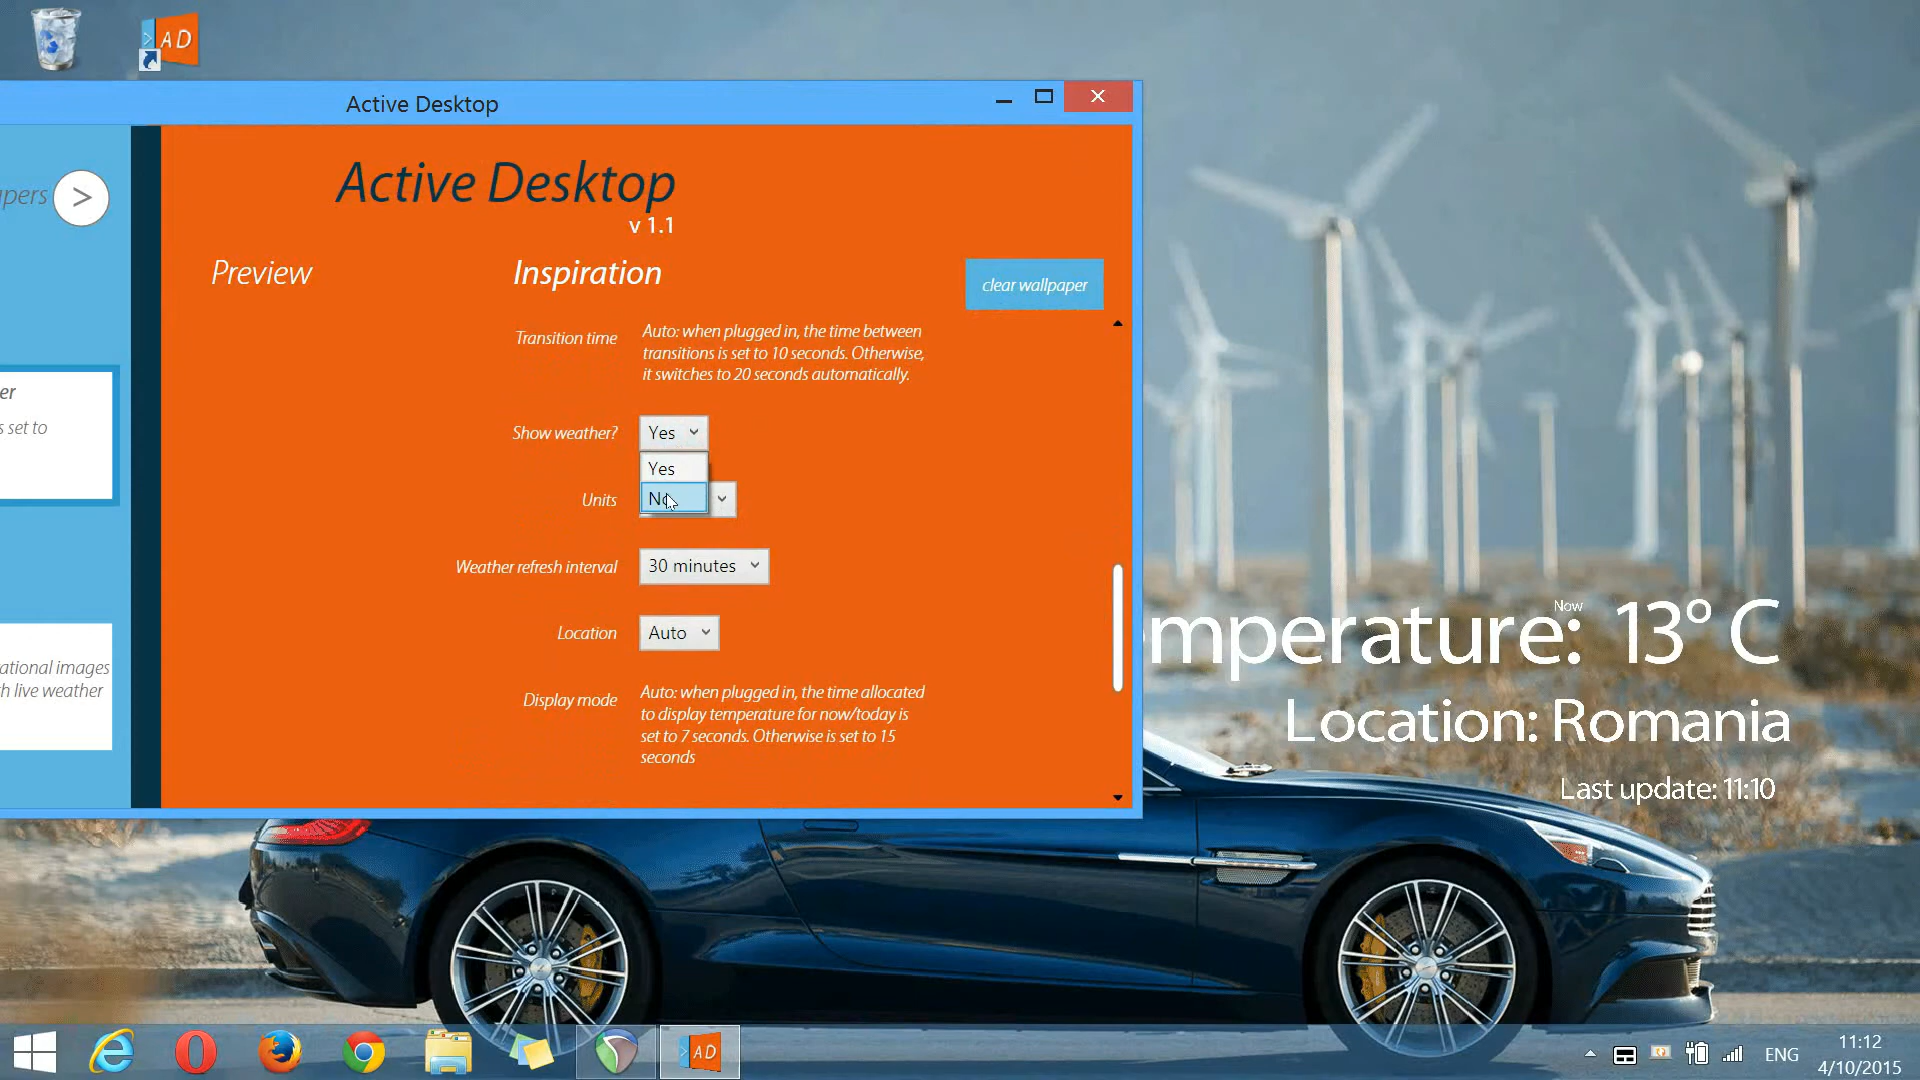 AD
Active Desktop
Active Desktop
v 1.1
apers
>
Preview
Inspiration
clear wallpaper
Transition time
Auto: when plugged in, the time between
transitions is set to 10 seconds. Otherwise,
it switches to 20 seconds automatically.
er
s set to
Show weather?
Yes
Yes
No
Units
Weather refresh interval
30 minutes
Location
Auto
ational images
h live weather
Display mode
Auto: when plugged in, the time allocated
to display temperature for now/today is
set to 7 seconds. Otherwise is set to 15
seconds
Now
mperature: 13° C
Location: Romania
Last update: 11:10
AD
ENG
11:12
4/10/2015